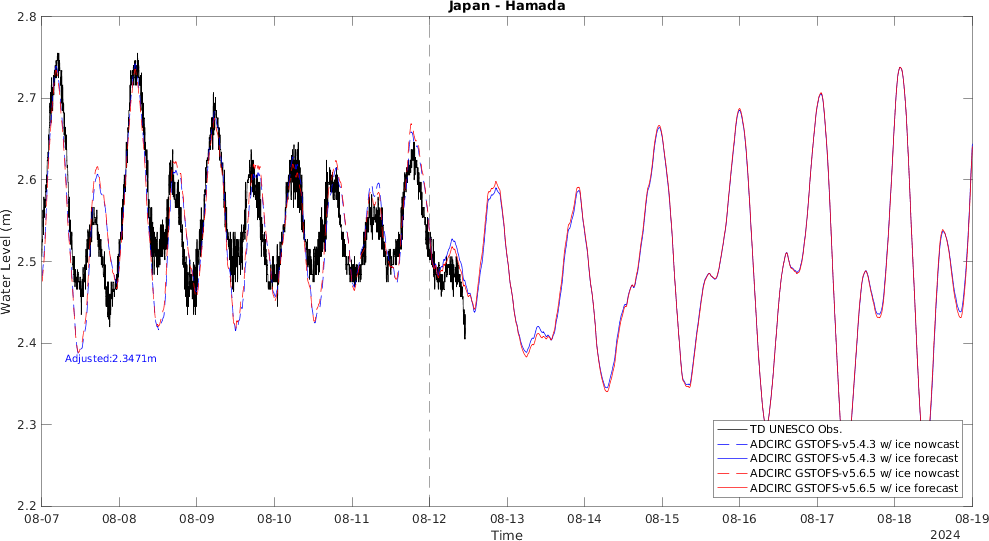 Japan - Hamada
Water Level (m)
2.8
2.7
2.6
2.5
2.4
2.3
2.2
Adjusted:2.3471m
TD UNESCO Obs.
ADCIRC GSTOFS-v5.4.3 w/ ice nowcast
ADCIRC GSTOFS-v5.4.3 w/ ice forecast
ADCIRC GSTOFS-v5.6.5 w/ ice nowcast
ADCIRC GSTOFS-v5.6.5 w/ ice forecast
08-07 08-08 08-09 08-10 08-11 08-12 08-13 08-14 08-15 08-16 08-17 08-18 08-19
Time
2024